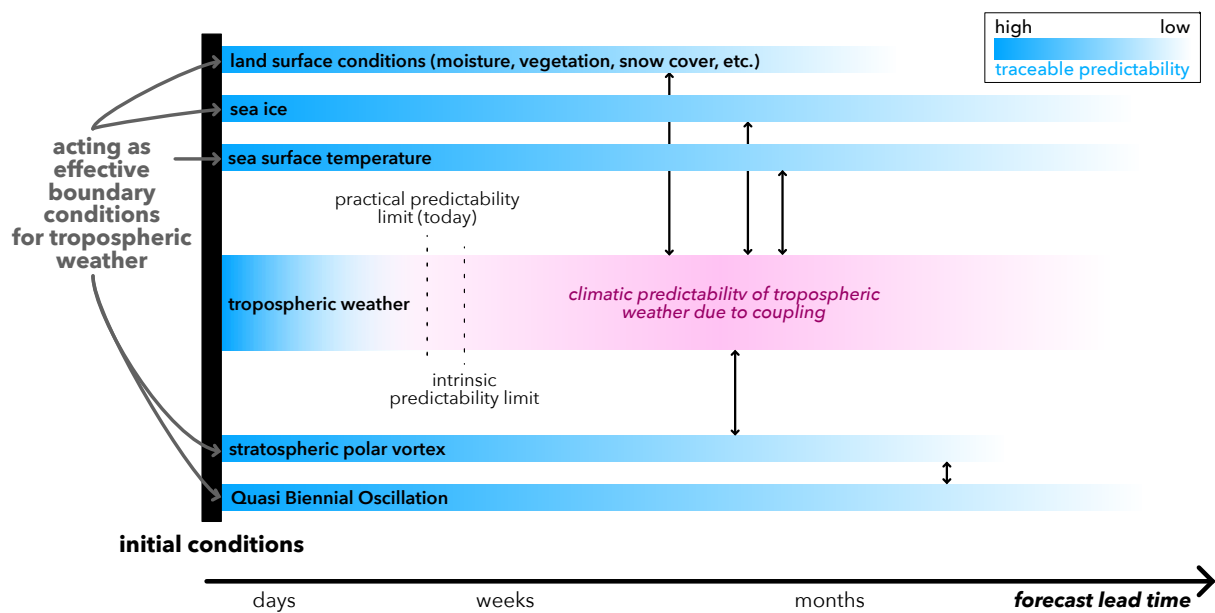 high low
traceable predictability
land surface conditions (moisture, vegetation, snow cover, etc.)
sea ice
sea surface temperature
acting as
effective
boundary
conditions
for tropospheric
weather
practical predictability
limit (today)
tropospheric weather
climatic predictability of tropospheric
weather due to coupling
intrinsic
predictability limit
stratospheric polar vortex
Quasi Biennial Oscillation
initial conditions
days weeks months forecast lead time